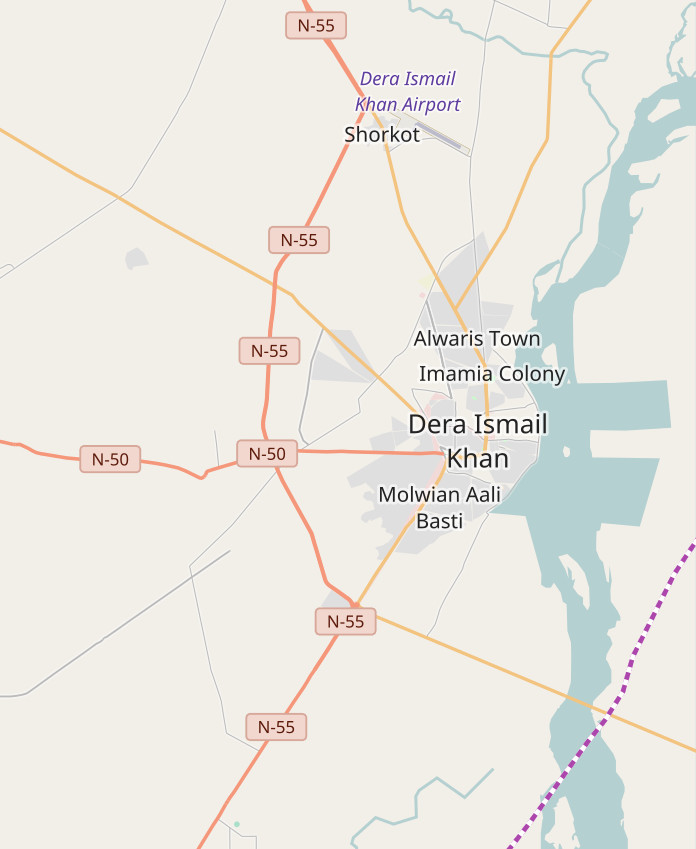 N-55
Dera Ismail
Khan Airport
Shorkot
N-55
Alwaris Town
N-55
Imamia Colony
Dera Ismail
Khan
N-50
N-50
Molwian Aali
Basti
N-55
N-55